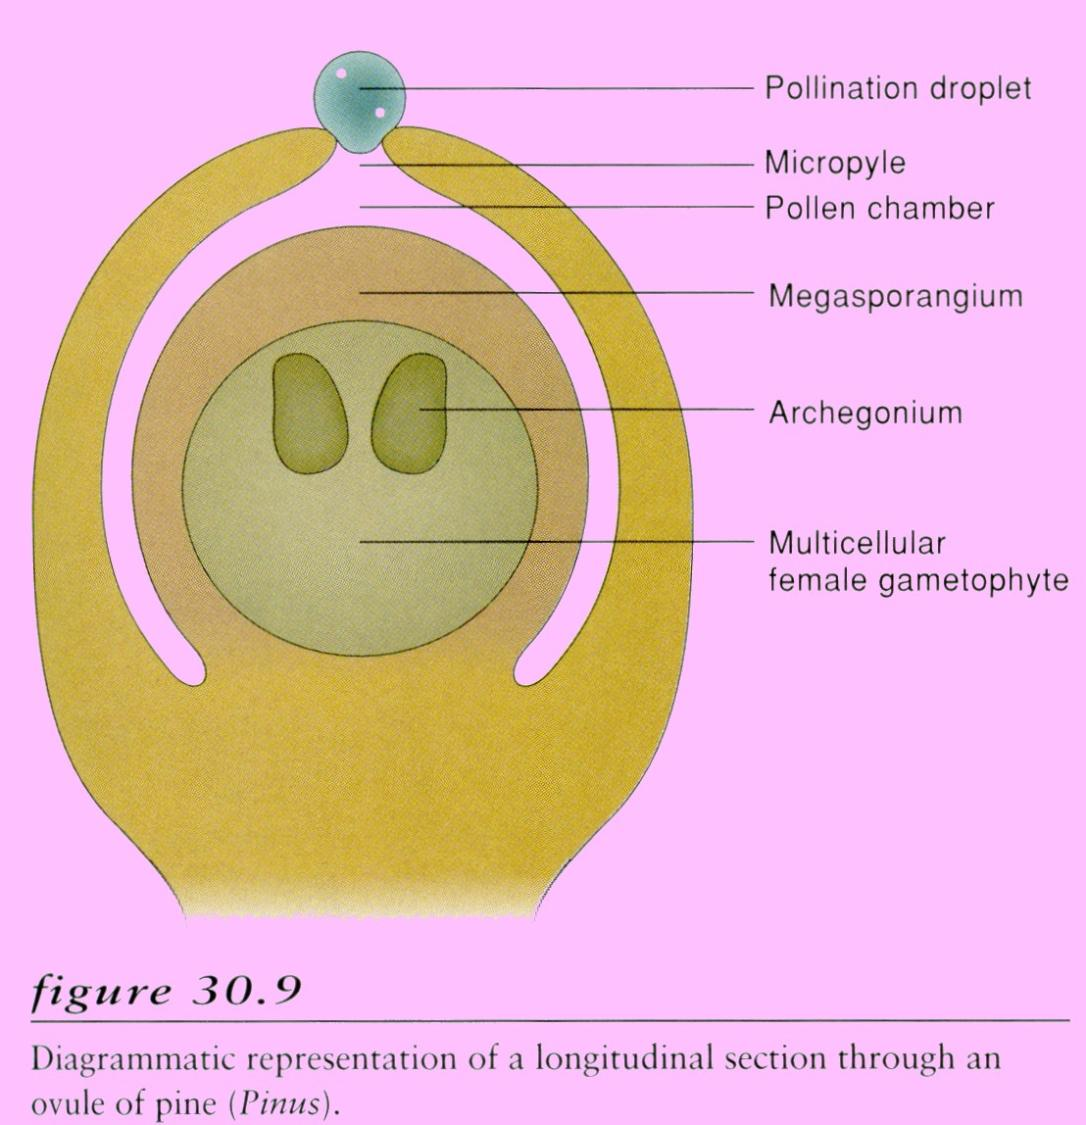 Pollination droplet
Micropyle
Pollen chamber
Megasporangium
Archegonium
Multicellular
female gametophyte
figure 30.9
Diagrammatic representation of a longitudinal section through an
ovule of pine (Pinus).